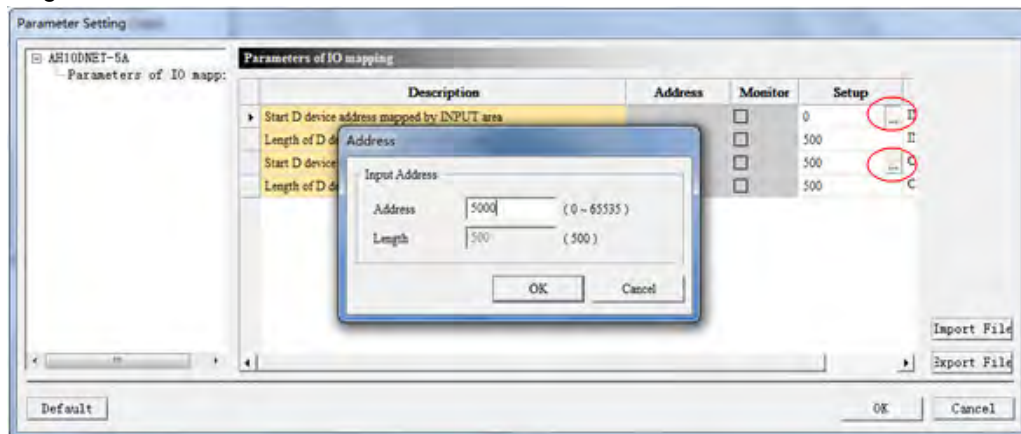 Parameter Setting
AH10DNET-5A
Parameters of IO mapp:
Parameters of IO mapping
Description Address Monitor Setup
Start D device address mapped by INPUT area 0 ...
Length of D de 500
Start D device 500 ...
Length of D de 500
Address
Input Address
Address 5000 ( 0 ~ 65535 )
Length 500 ( 500 )
OK Cancel
Import File
Export File
Default OK Cancel